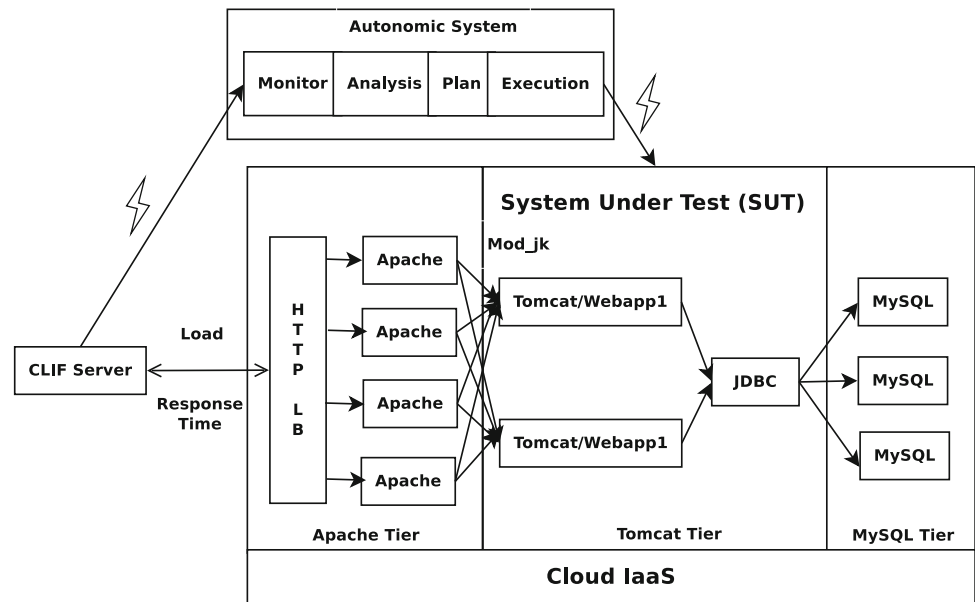 Autonomic System
Monitor
Analysis
Plan
Execution
System Under Test (SUT)
Mod_jk
Apache
Apache
Apache
Apache
H
T
T
P
L
B
Tomcat/Webapp1
Tomcat/Webapp1
JDBC
MySQL
MySQL
MySQL
Load
CLIF Server
Response
Time
Apache Tier
Tomcat Tier
MySQL Tier
Cloud IaaS